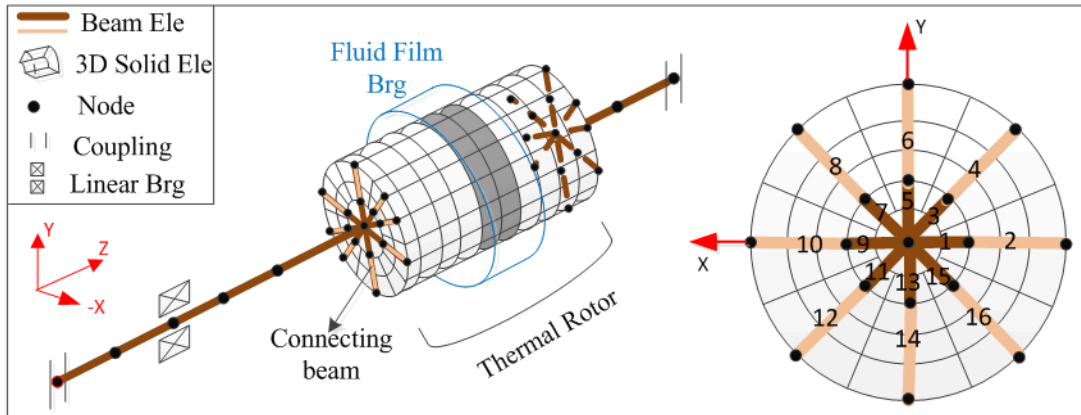 Beam Ele
3D Solid Ele
Node
Coupling
Linear Brg
Y
Z
-X
Fluid Film
Brg
Connecting
beam
Thermal Rotor
Y
X
1
2
3
4
5
6
7
8
9
10
11
12
13
14
15
16